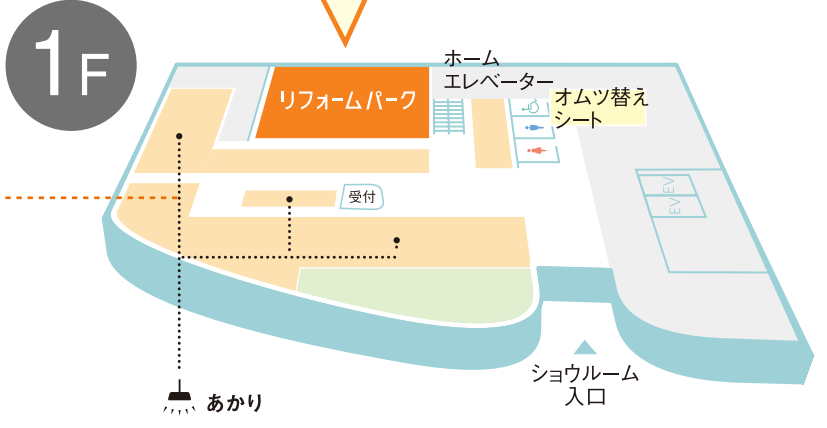 1F
ホーム
エレベーター
リフォームパーク
オムツ替え
シート
EV
EV
受付
ショウルーム
入口
あかり